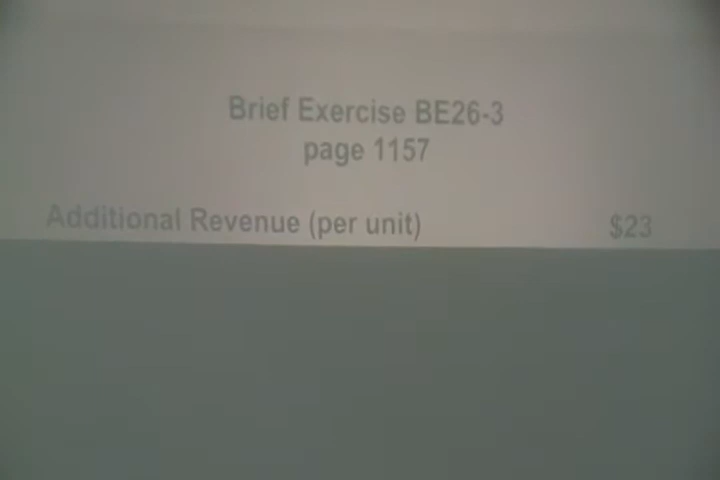 Brief Exercise BE26-3
page 1157
Additional Revenue (per unit) $23